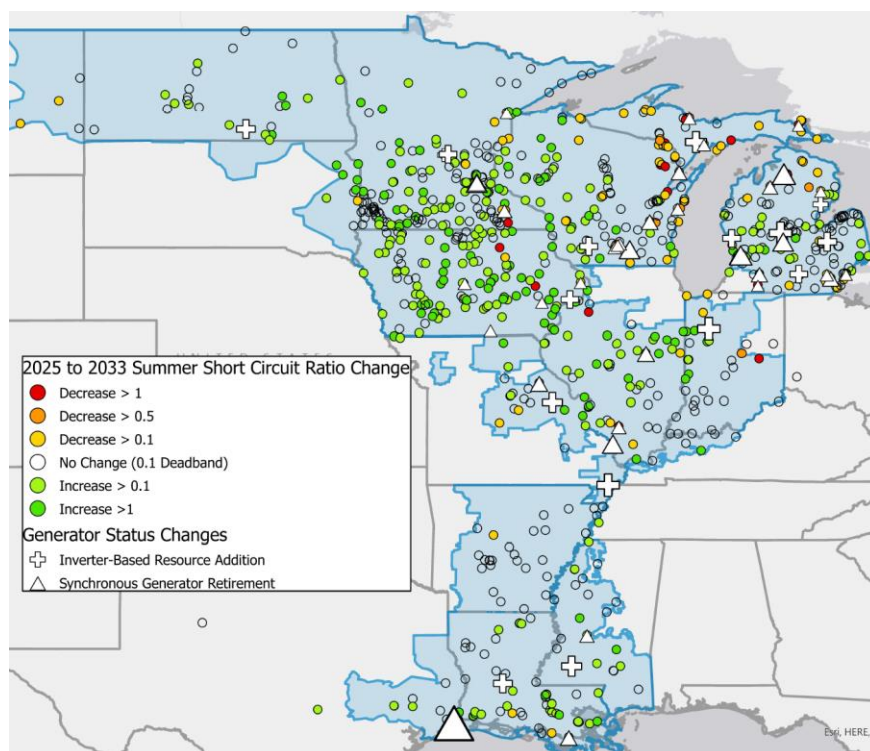 UNITED STATES
2025 to 2033 Summer Short Circuit Ratio Change
Decrease > 1
Decrease > 0.5
Decrease > 0.1
No Change (0.1 Deadband)
Increase > 0.1
Increase >1
Generator Status Changes
Inverter-Based Resource Addition
Synchronous Generator Retirement
Esri, HERE,